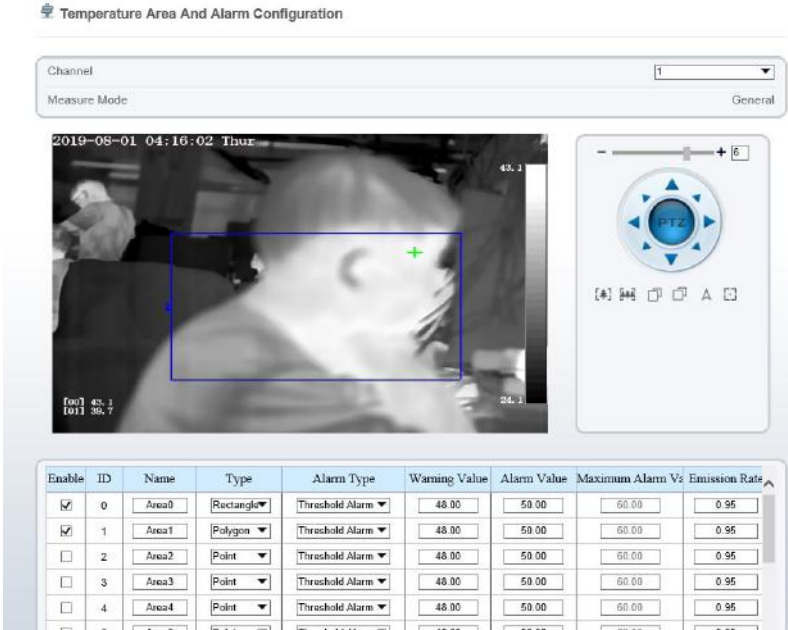 Temperature Area And Alarm Configuration
Channel 1
Measure Mode General
2019-08-01 04:16:02 Thur
43.1
- + 6
PTZ
[00] 43.1
[01] 39.7
24.1
Enable ID Name Type Alarm Type Warning Value Alarm Value Maximum Alarm Va Emission Rate
0 Area0 Rectangle Threshold Alarm 48.00 50.00 60.00 0.95
1 Area1 Polygon Threshold Alarm 48.00 50.00 60.00 0.95
2 Area2 Point Threshold Alarm 48.00 50.00 60.00 0.95
3 Area3 Point Threshold Alarm 48.00 50.00 60.00 0.95
4 Area4 Point Threshold Alarm 48.00 50.00 60.00 0.95